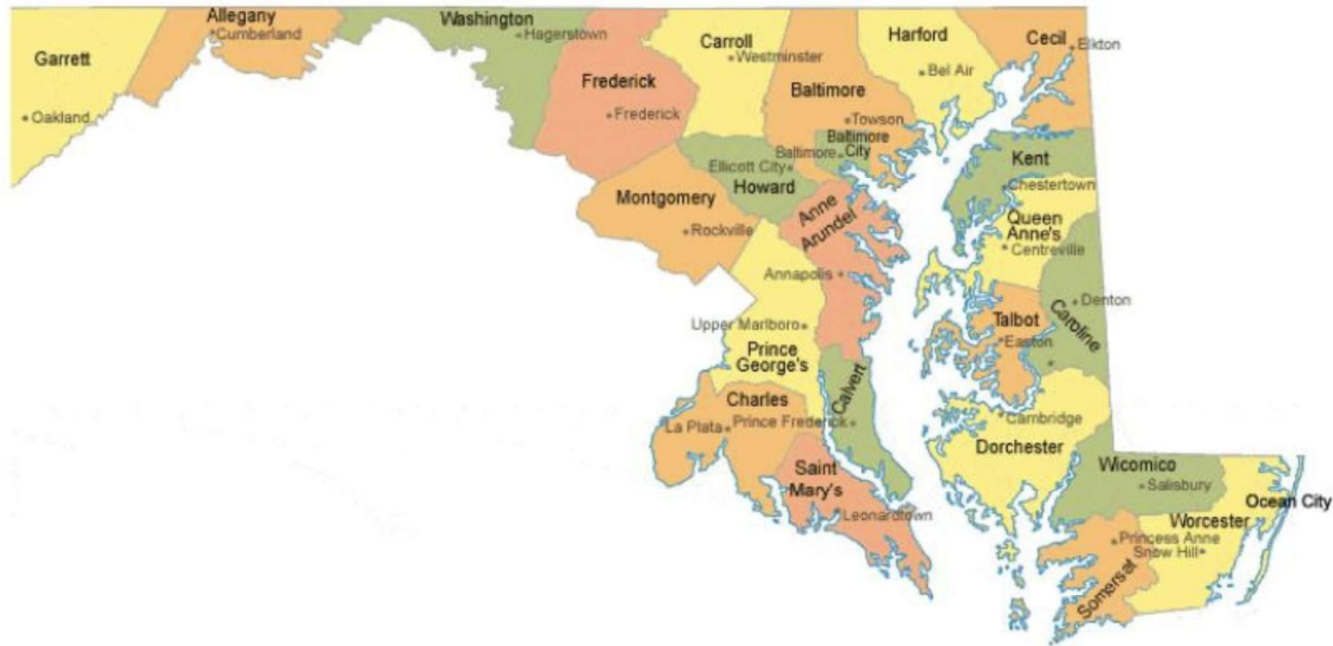 Garrett
Oakland
Allegany
Cumberland
Washington
Hagerstown
Frederick
Frederick
Carroll
Westminster
Baltimore
Towson
Harford
Bel Air
Cecil
Elkton
Baltimore
City
Baltimore
Ellicott City
Howard
Montgomery
Rockville
Anne
Arundel
Annapolis
Kent
Chestertown
Queen
Anne's
Centreville
Talbot
Easton
Caroline
Denton
Upper Marlboro
Prince
George's
Calvert
Prince Frederick
Charles
La Plata
Saint
Mary's
Leonardtown
Cambridge
Dorchester
Wicomico
Salisbury
Ocean City
Worcester
Snow Hill
Princess Anne
Somersat